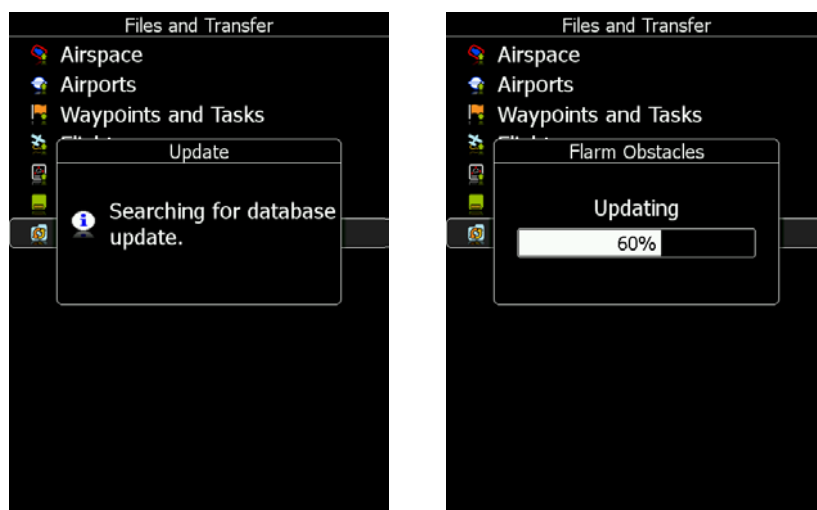 Files and Transfer
Airspace
Airports
Waypoints and Tasks
Update
Searching for database
update.
Files and Transfer
Airspace
Airports
Waypoints and Tasks
Flarm Obstacles
Updating
60%